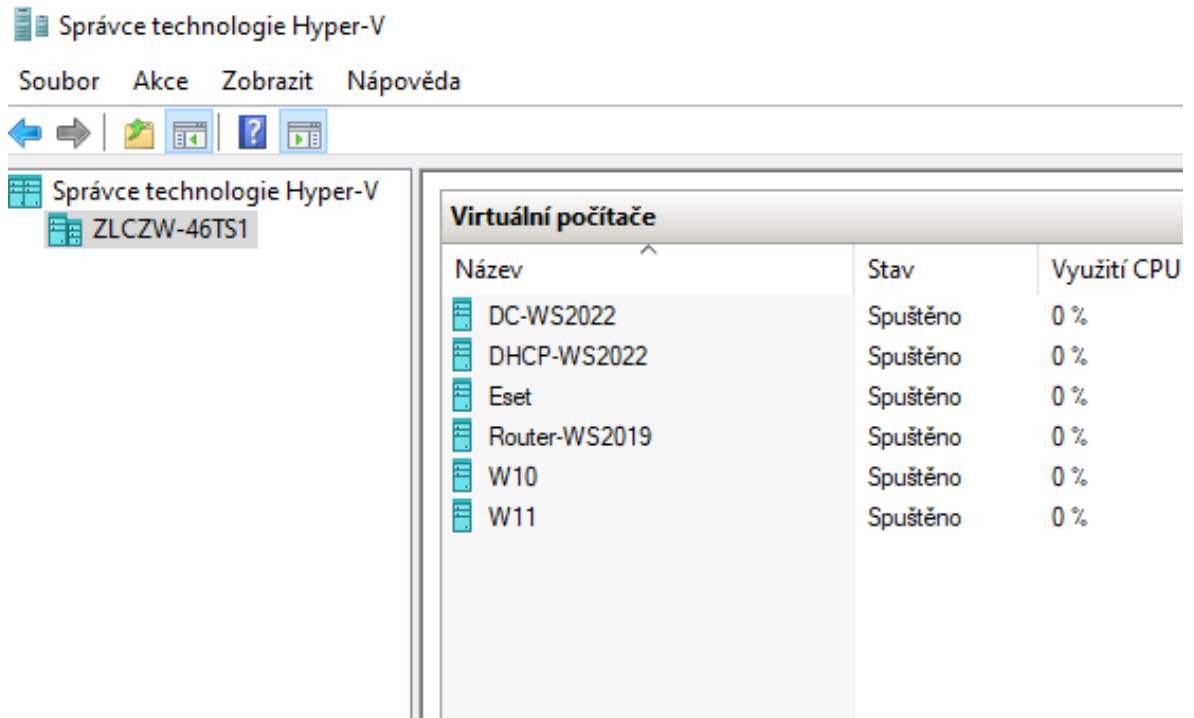 Správce technologie Hyper-V
Soubor Akce Zobrazit Nápověda
Správce technologie Hyper-V
ZLCZW-46TS1
Virtuální počítače
Název Stav Využití CPU
DC-WS2022 Spuštěno 0 %
DHCP-WS2022 Spuštěno 0 %
Eset Spuštěno 0 %
Router-WS2019 Spuštěno 0 %
W10 Spuštěno 0 %
W11 Spuštěno 0 %